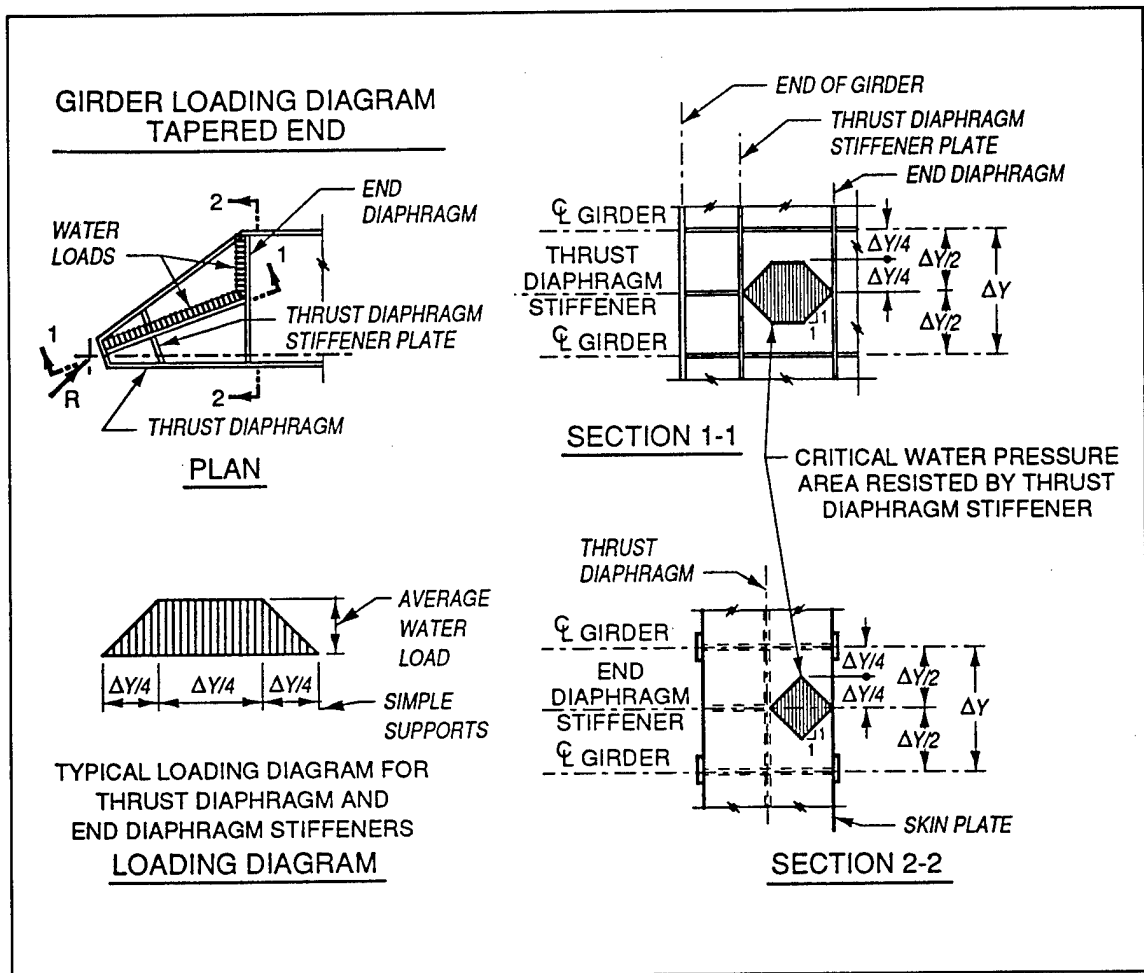 GIRDER LOADING DIAGRAM
TAPERED END
2
END
DIAPHRAGM
WATER
LOADS
1
THRUST DIAPHRAGM
STIFFENER PLATE
1
R
2
THRUST DIAPHRAGM
PLAN
END OF GIRDER
THRUST DIAPHRAGM
STIFFENER PLATE
END DIAPHRAGM
℄ GIRDER
THRUST
DIAPHRAGM
STIFFENER
℄ GIRDER
ΔY/4
ΔY/4
ΔY/2
ΔY/2
ΔY
1
1
SECTION 1-1
CRITICAL WATER PRESSURE
AREA RESISTED BY THRUST
DIAPHRAGM STIFFENER
AVERAGE
WATER
LOAD
ΔY/4 ΔY/4 ΔY/4
SIMPLE
SUPPORTS
TYPICAL LOADING DIAGRAM FOR
THRUST DIAPHRAGM AND
END DIAPHRAGM STIFFENERS
LOADING DIAGRAM
THRUST
DIAPHRAGM
℄ GIRDER
END
DIAPHRAGM
STIFFENER
℄ GIRDER
ΔY/4
ΔY/4
ΔY/2
ΔY/2
ΔY
1
1
SKIN PLATE
SECTION 2-2